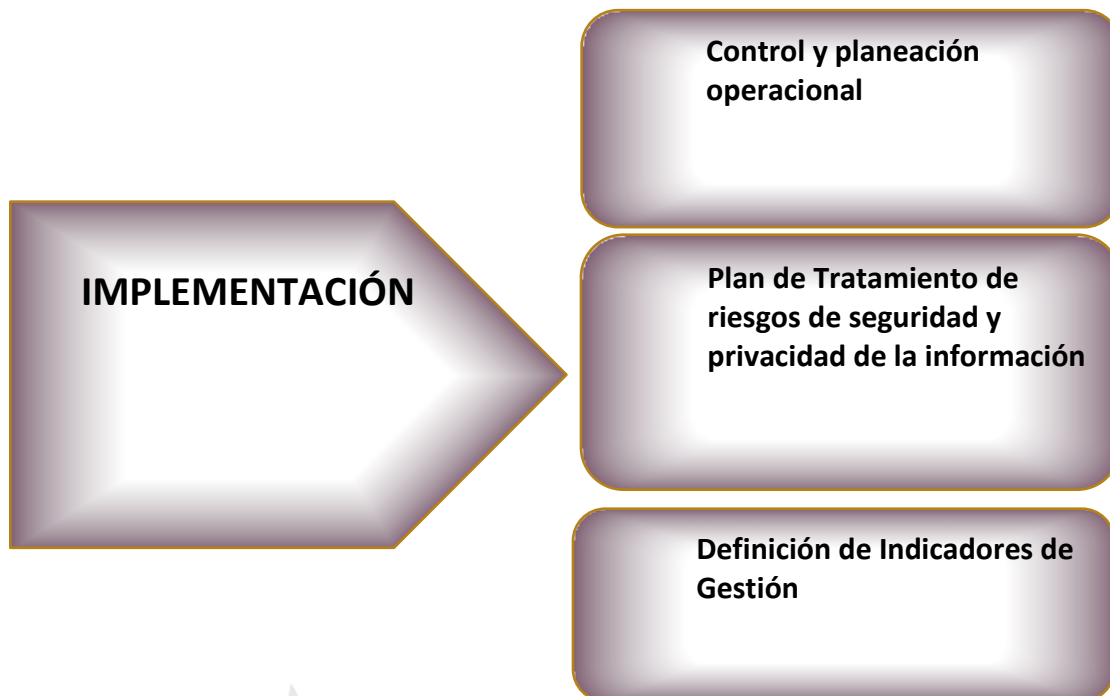 Control y planeación
operacional
IMPLEMENTACIÓN
Plan de Tratamiento de
riesgos de seguridad y
privacidad de la información
Definición de Indicadores de
Gestión